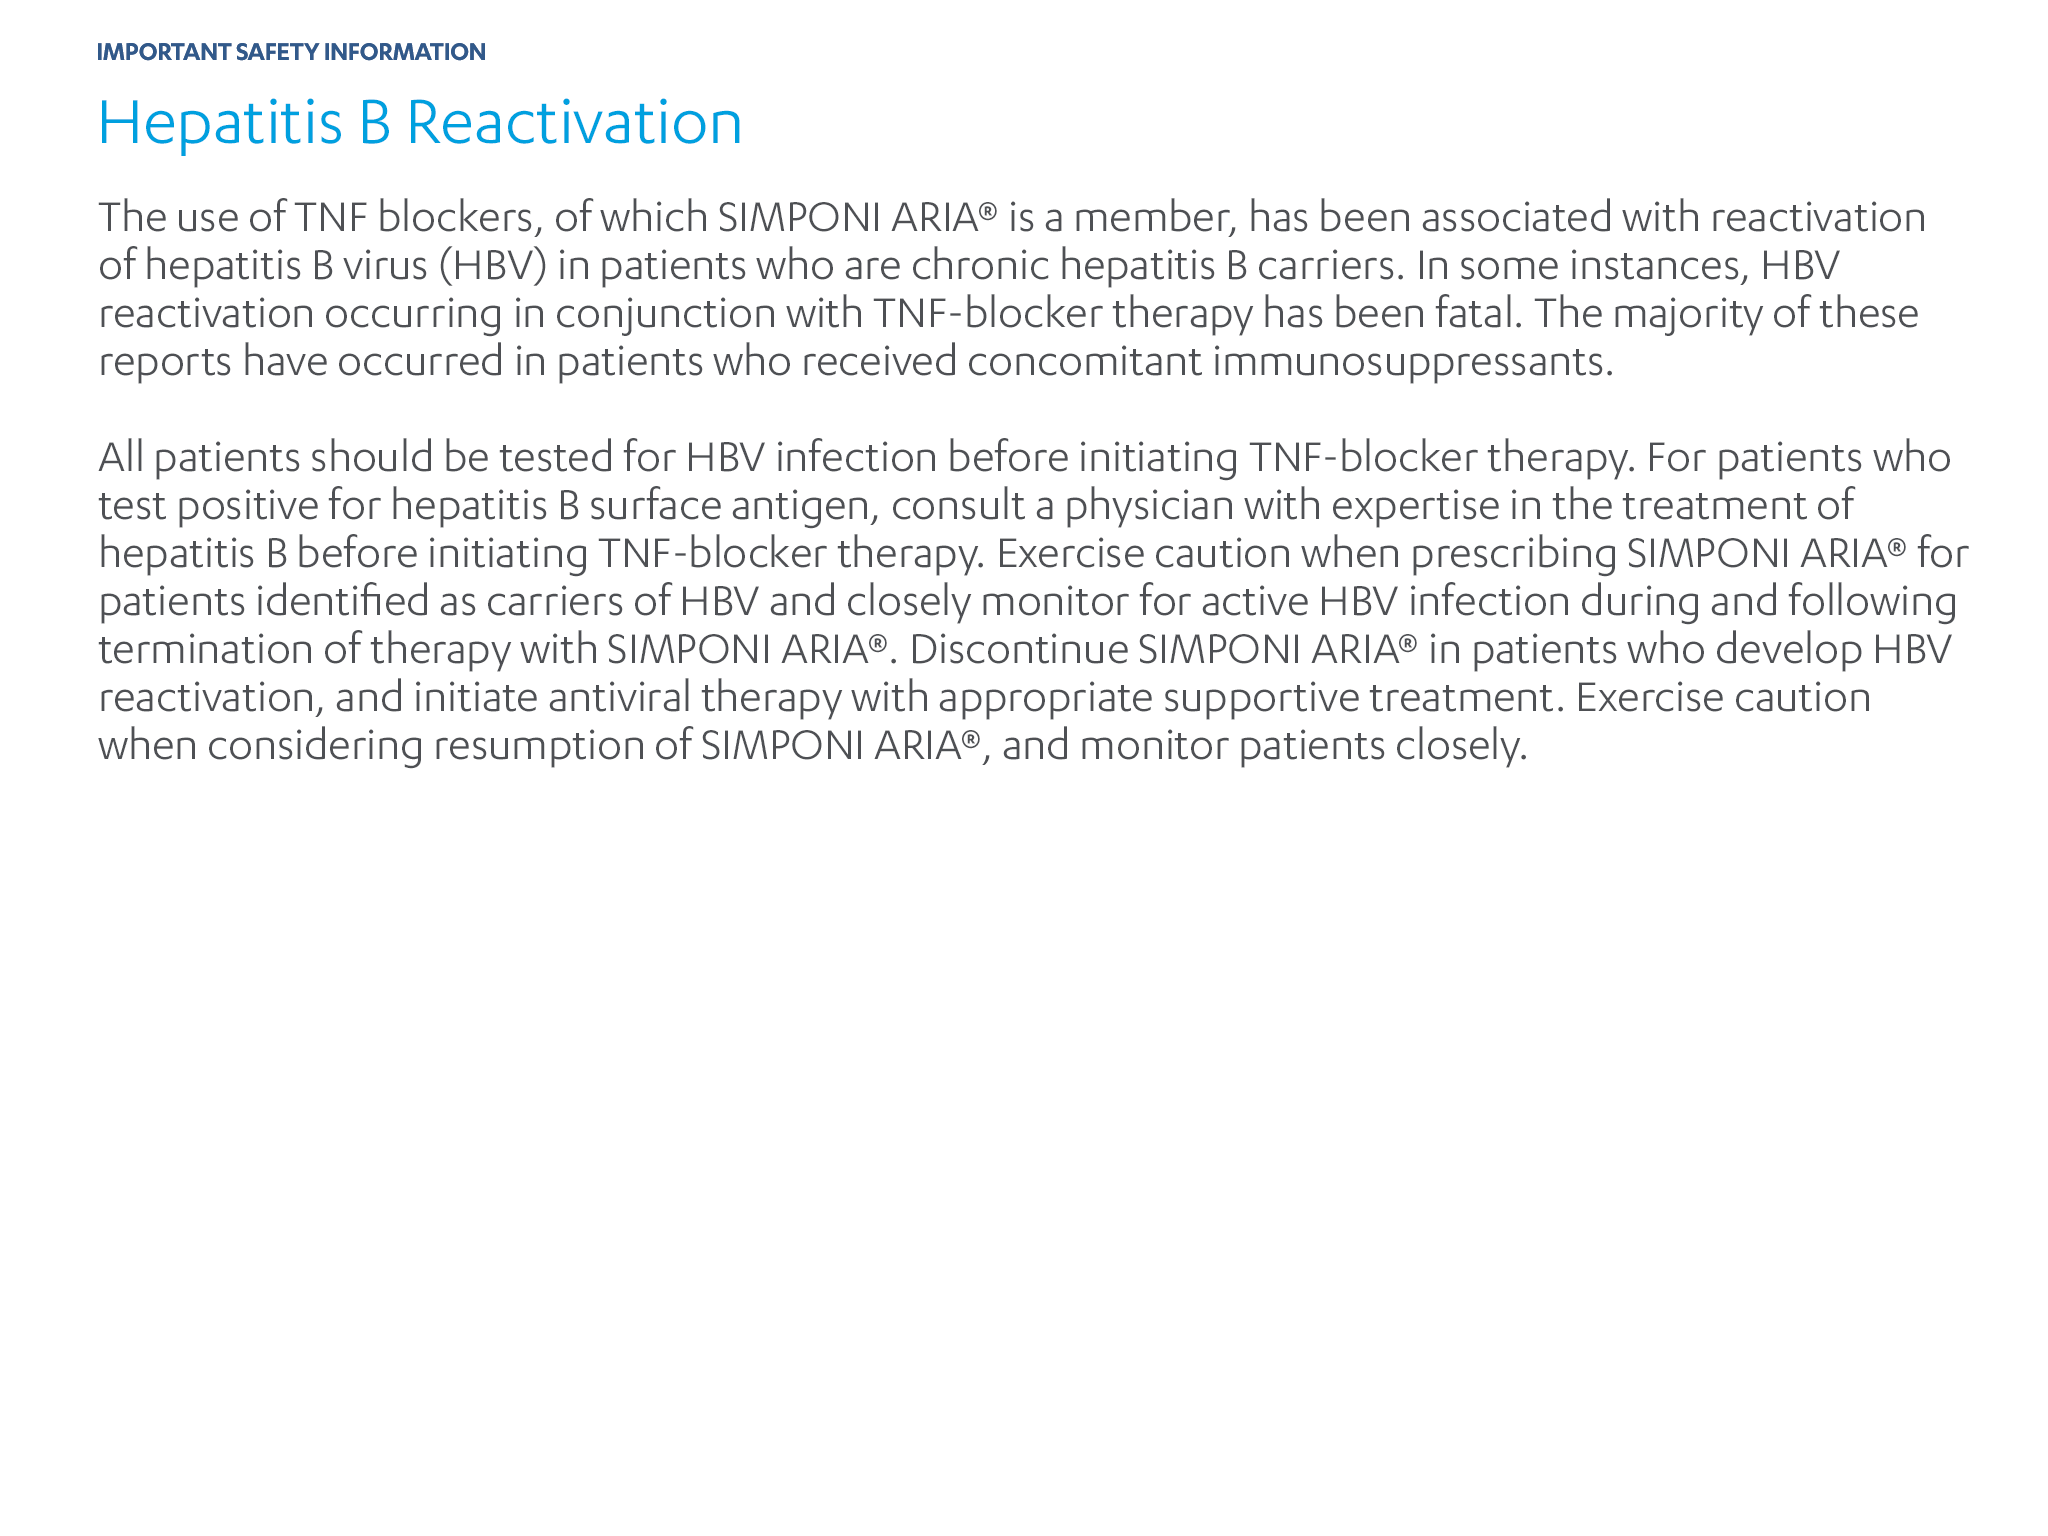 IMPORTANT SAFETY INFORMATION
Hepatitis B Reactivation
The use of TNF blockers, of which SIMPONI ARIA® is a member, has been associated with reactivation
of hepatitis B virus (HBV) in patients who are chronic hepatitis B carriers. In some instances, HBV
reactivation occurring in conjunction with TNF-blocker therapy has been fatal. The majority of these
reports have occurred in patients who received concomitant immunosuppressants.
All patients should be tested for HBV infection before initiating TNF-blocker therapy. For patients who
test positive for hepatitis B surface antigen, consult a physician with expertise in the treatment of
hepatitis B before initiating TNF-blocker therapy. Exercise caution when prescribing SIMPONI ARIA® for
patients identified as carriers of HBV and closely monitor for active HBV infection during and following
termination of therapy with SIMPONI ARIA®. Discontinue SIMPONI ARIA® in patients who develop HBV
reactivation, and initiate antiviral therapy with appropriate supportive treatment. Exercise caution
when considering resumption of SIMPONI ARIA®, and monitor patients closely.